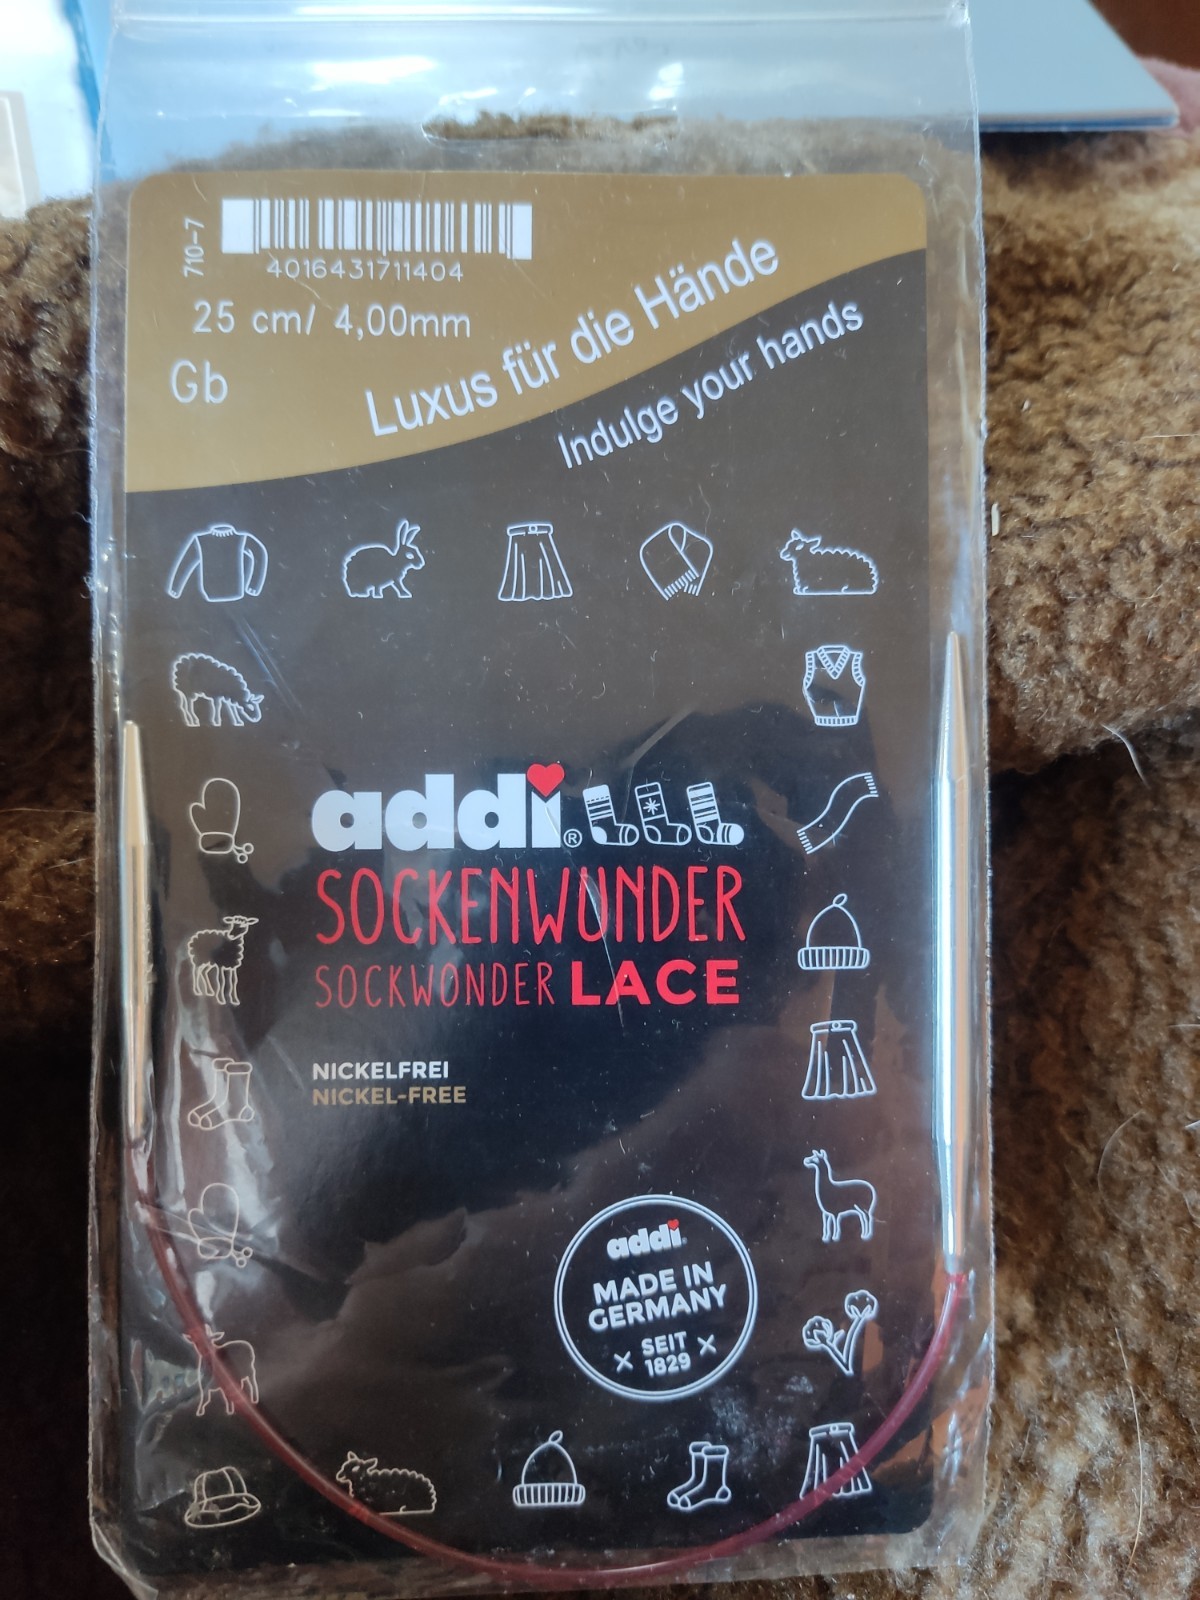 710-7
4016431711404
25 cm/ 4,00mm
Gb
Luxus für die Hände
Indulge your hands
addi®
SOCKENWUNDER
SOCKWONDER LACE
NICKELFREI
NICKEL-FREE
addi
MADE IN
GERMANY
SEIT
1829